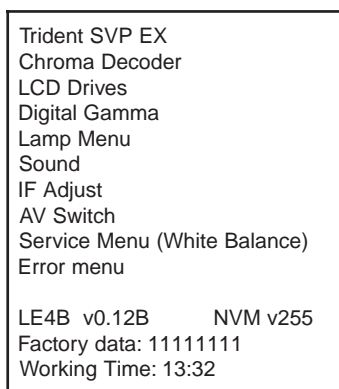 Trident SVP EX
Chroma Decoder
LCD Drives
Digital Gamma
Lamp Menu
Sound
IF Adjust
AV Switch
Service Menu (White Balance)
Error menu
LE4B v0.12B NVM v255
Factory data: 11111111
Working Time: 13:32